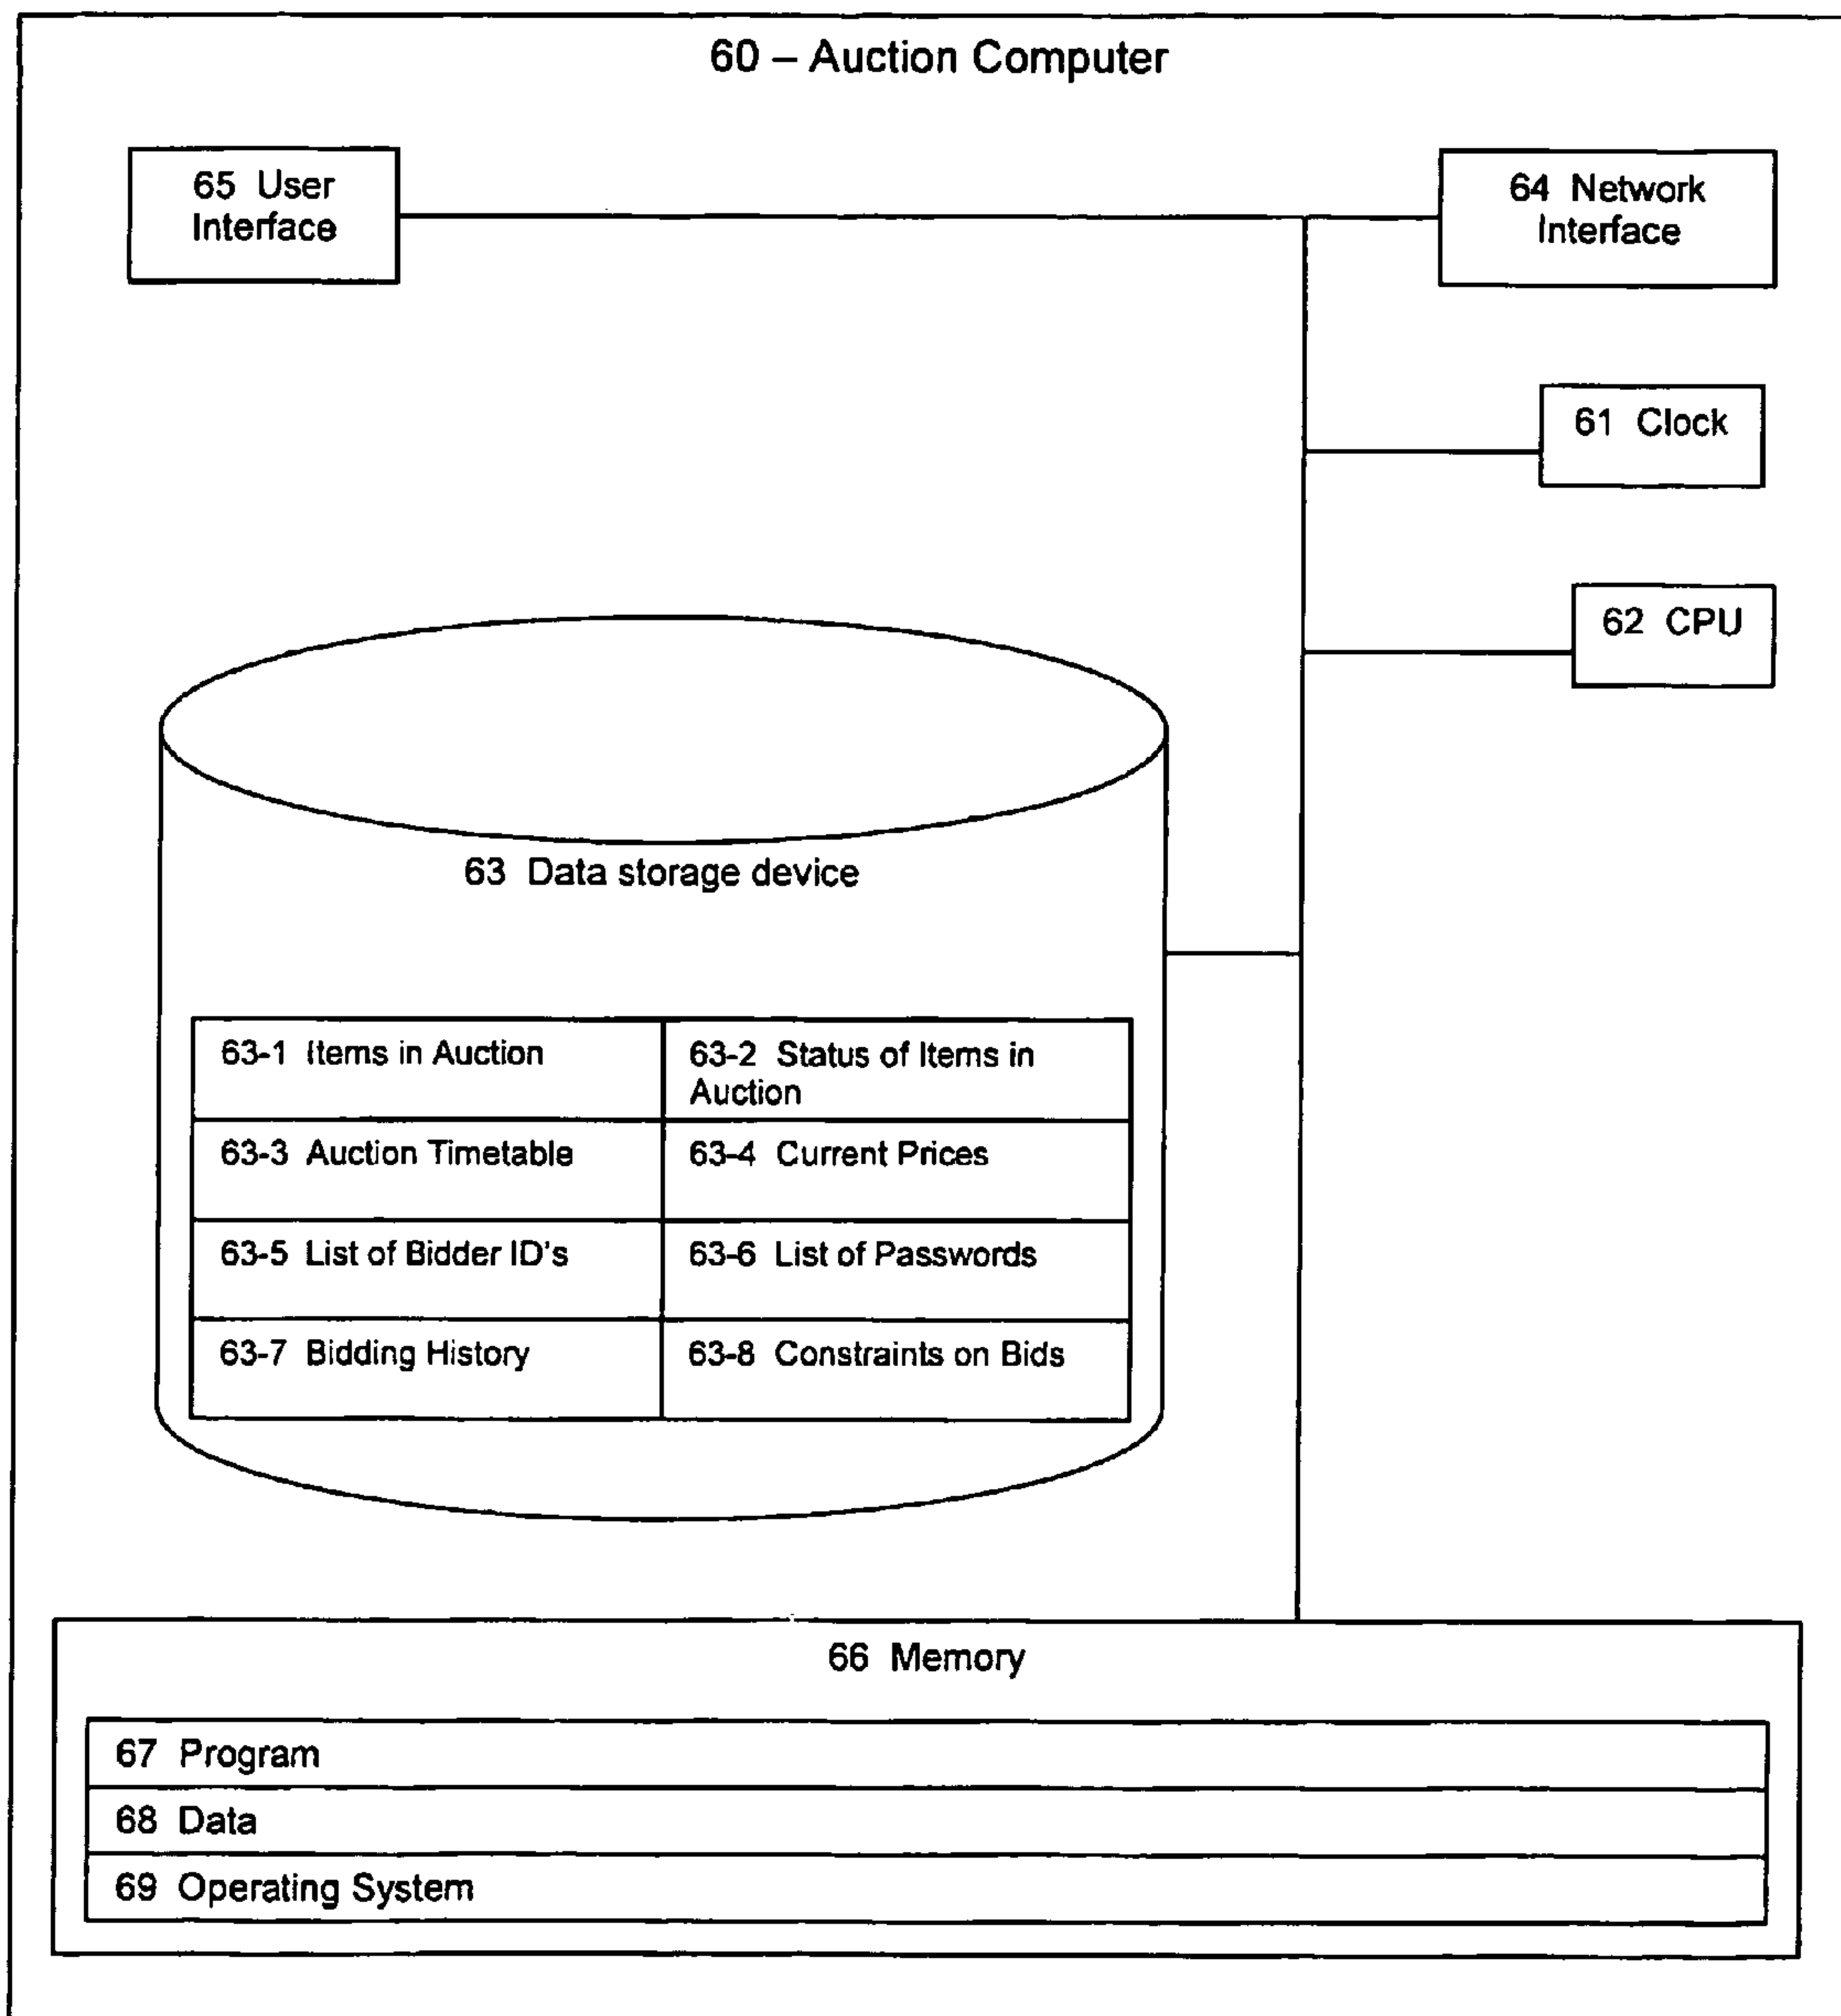 60 – Auction Computer
65 User
Interface
64 Network
Interface
61 Clock
62 CPU
63 Data storage device
63-1 Items in Auction
63-2 Status of Items in
Auction
63-3 Auction Timetable
63-4 Current Prices
63-5 List of Bidder ID's
63-6 List of Passwords
63-7 Bidding History
63-8 Constraints on Bids
66 Memory
67 Program
68 Data
69 Operating System